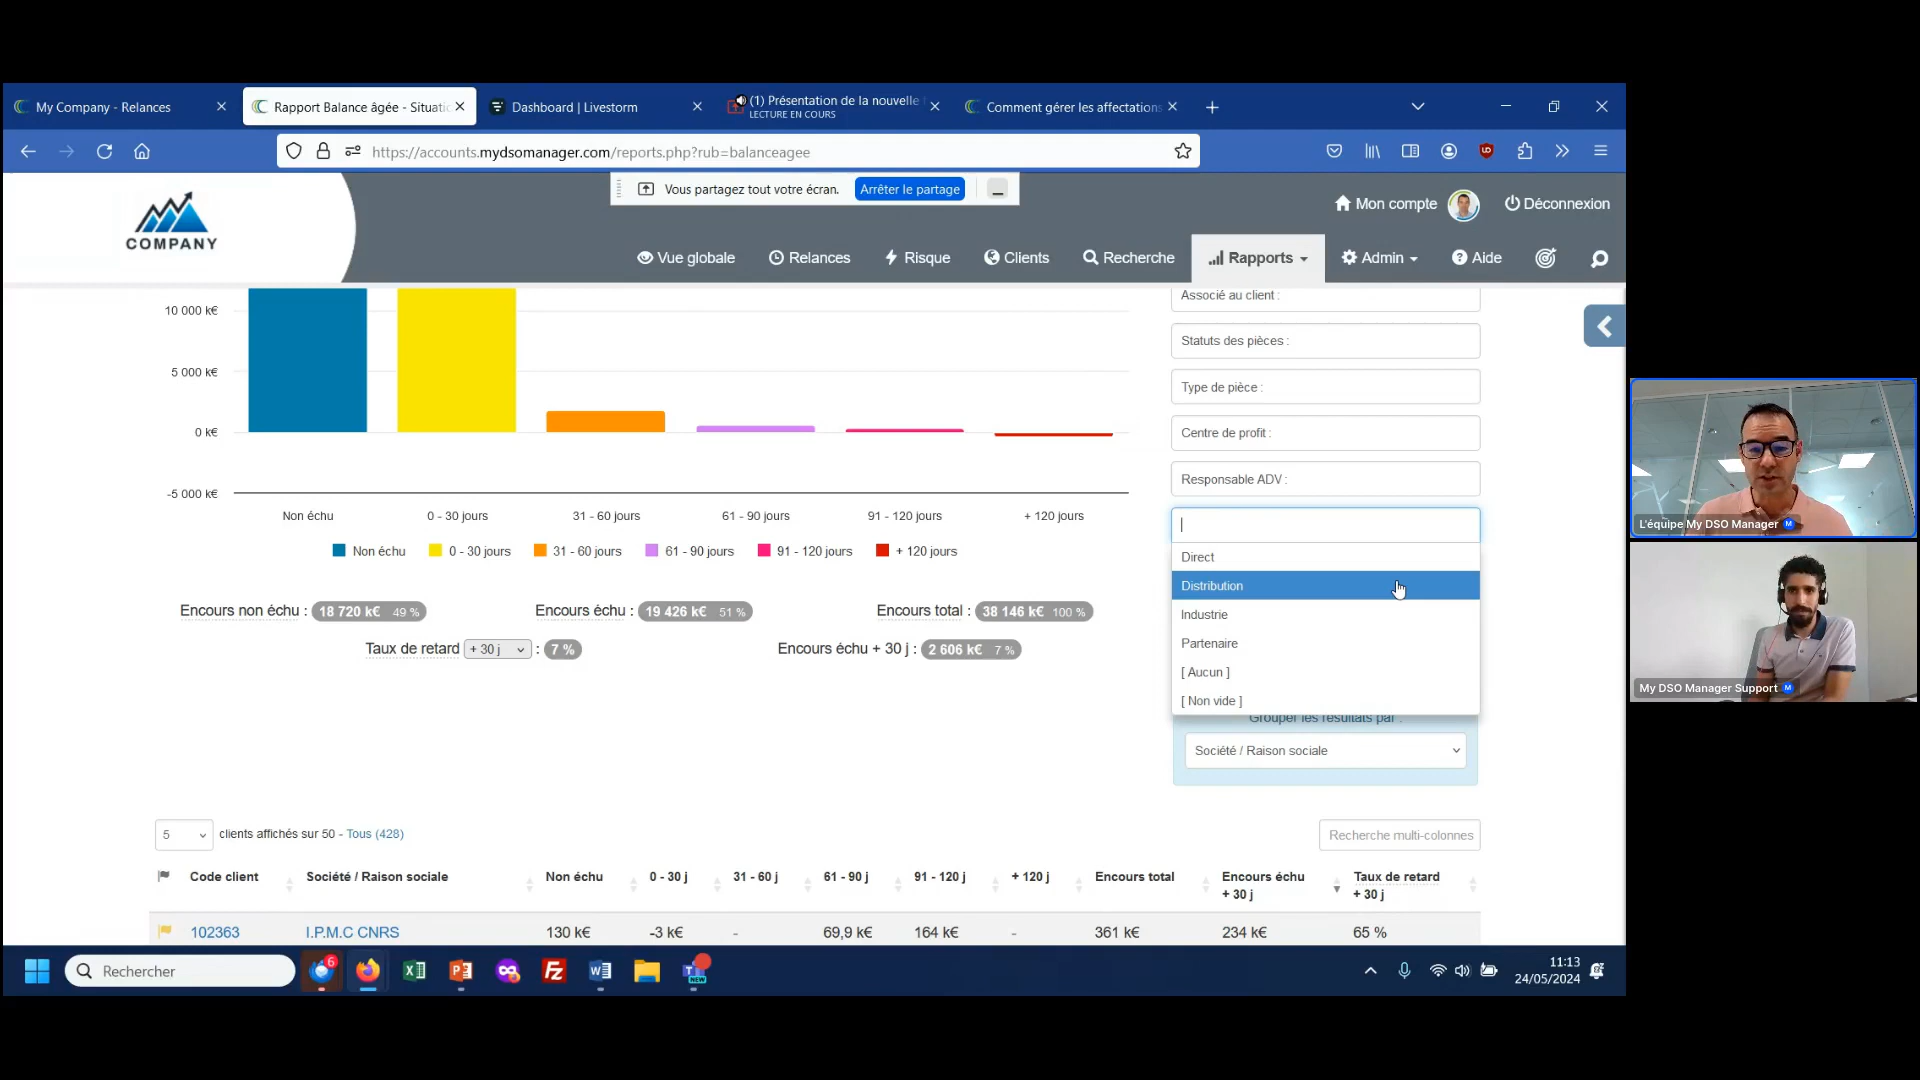 My Company - Relances
Rapport Balance âgée - Situatio
Dashboard | Livestorm
(1) Présentation de la nouvelle
LECTURE EN COURS
Comment gérer les affectations
https://accounts.mydsomanager.com/reports.php?rub=balanceagee
Vous partagez tout votre écran.
Arrêter le partage
Mon compte
Déconnexion
COMPANY
Vue globale
Relances
Risque
Clients
Recherche
Rapports
Admin
Aide
10 000 k€
5 000 k€
0 k€
-5 000 k€
Non échu
0 - 30 jours
31 - 60 jours
61 - 90 jours
91 - 120 jours
+ 120 jours
Non échu
0 - 30 jours
31 - 60 jours
61 - 90 jours
91 - 120 jours
+ 120 jours
Encours non échu : 18 720 k€ 49 %
Encours échu : 19 426 k€ 51 %
Encours total : 38 146 k€ 100 %
Taux de retard + 30 j : 7 %
Encours échu + 30 j : 2 606 k€ 7 %
Associé au client :
Statuts des pièces :
Type de pièce :
Centre de profit :
Responsable ADV :
Direct
Distribution
Industrie
Partenaire
[ Aucun ]
[ Non vide ]
Grouper les résultats par :
Société / Raison sociale
5 clients affichés sur 50 - Tous (428)
Recherche multi-colonnes
Code client
Société / Raison sociale
Non échu
0 - 30 j
31 - 60 j
61 - 90 j
91 - 120 j
+ 120 j
Encours total
Encours échu
+ 30 j
Taux de retard
+ 30 j
102363
I.P.M.C CNRS
130 k€
-3 k€
-
69,9 k€
164 k€
-
361 k€
234 k€
65 %
L'équipe My DSO Manager
My DSO Manager Support
Rechercher
6
NEW
11:13
24/05/2024